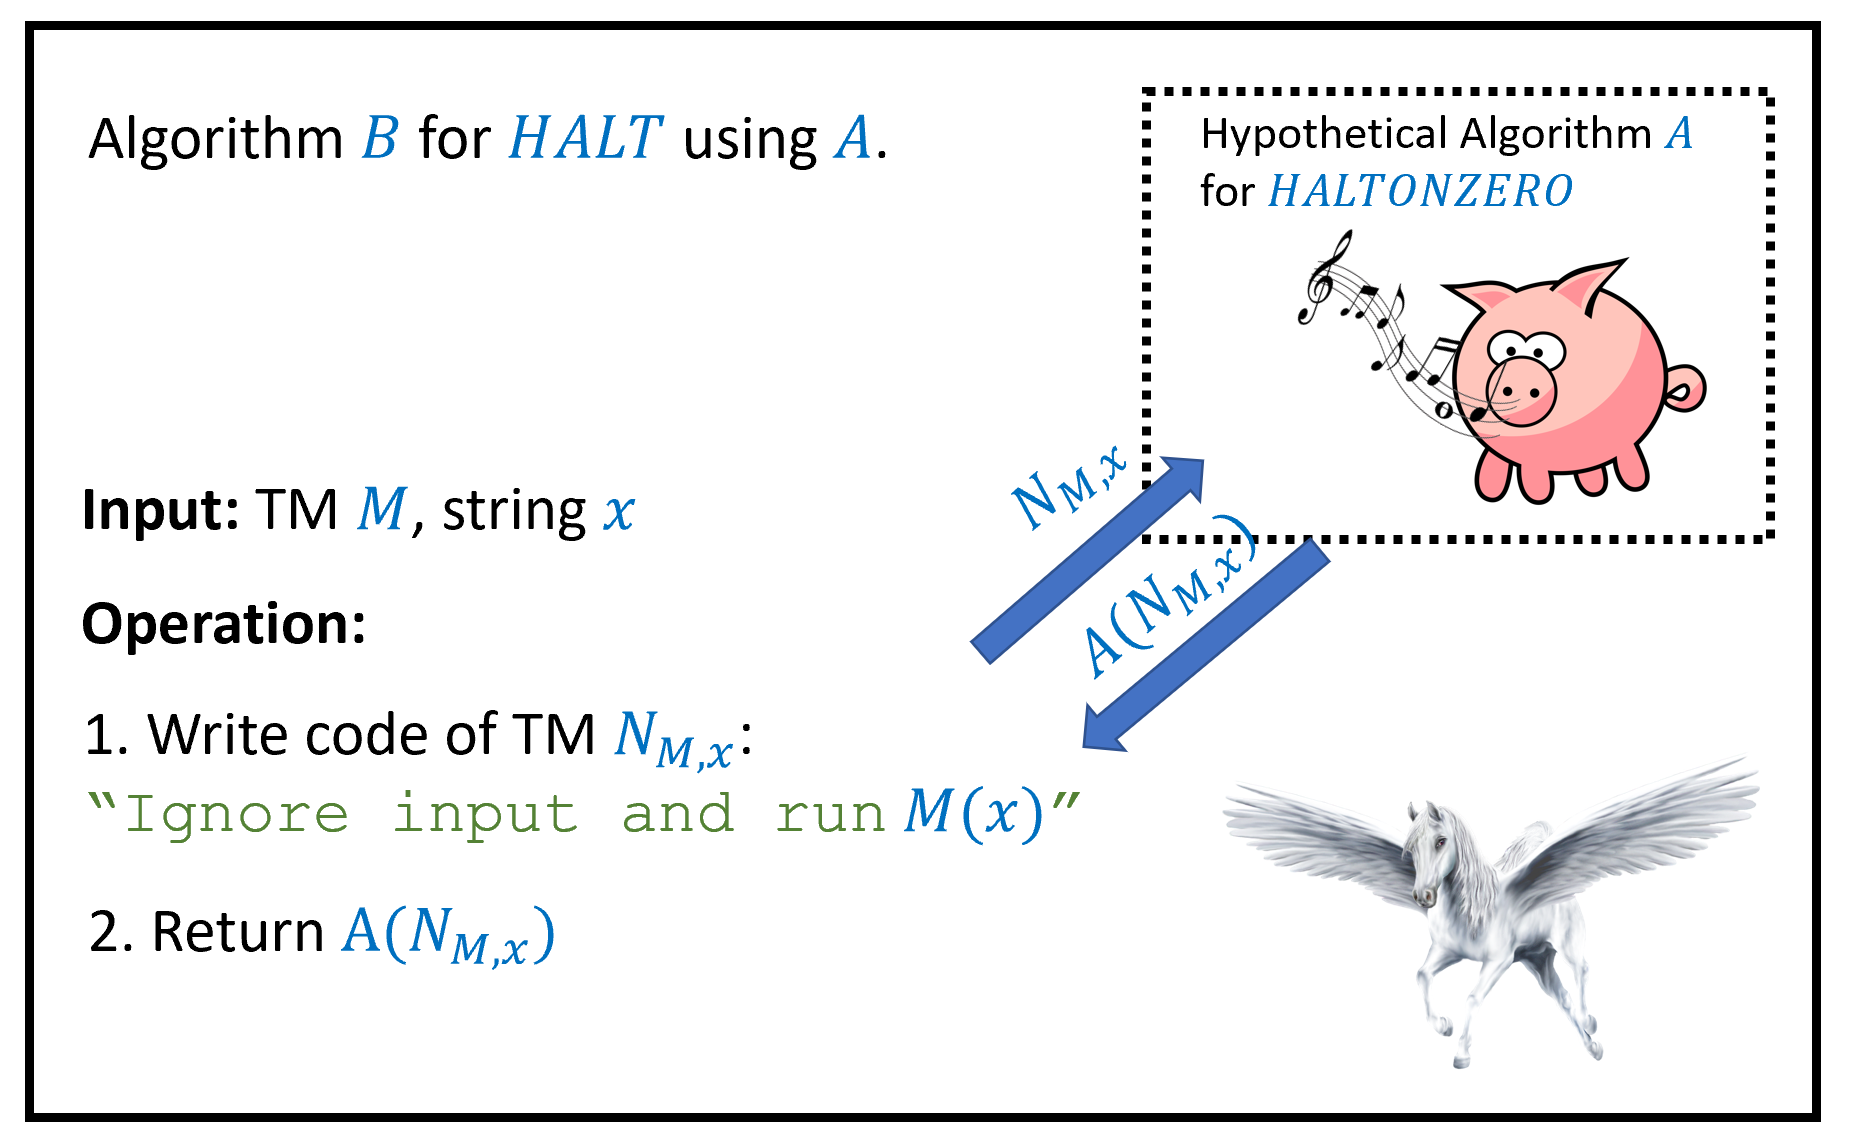 Algorithm B for HALT using A.
Hypothetical Algorithm A
for HALTONZERO
Input: TM M, string x
Operation:
1. Write code of TM N_{M,x}:
“Ignore input and run M(x)”
2. Return A(N_{M,x})
N_{M,x}
A(N_{M,x})